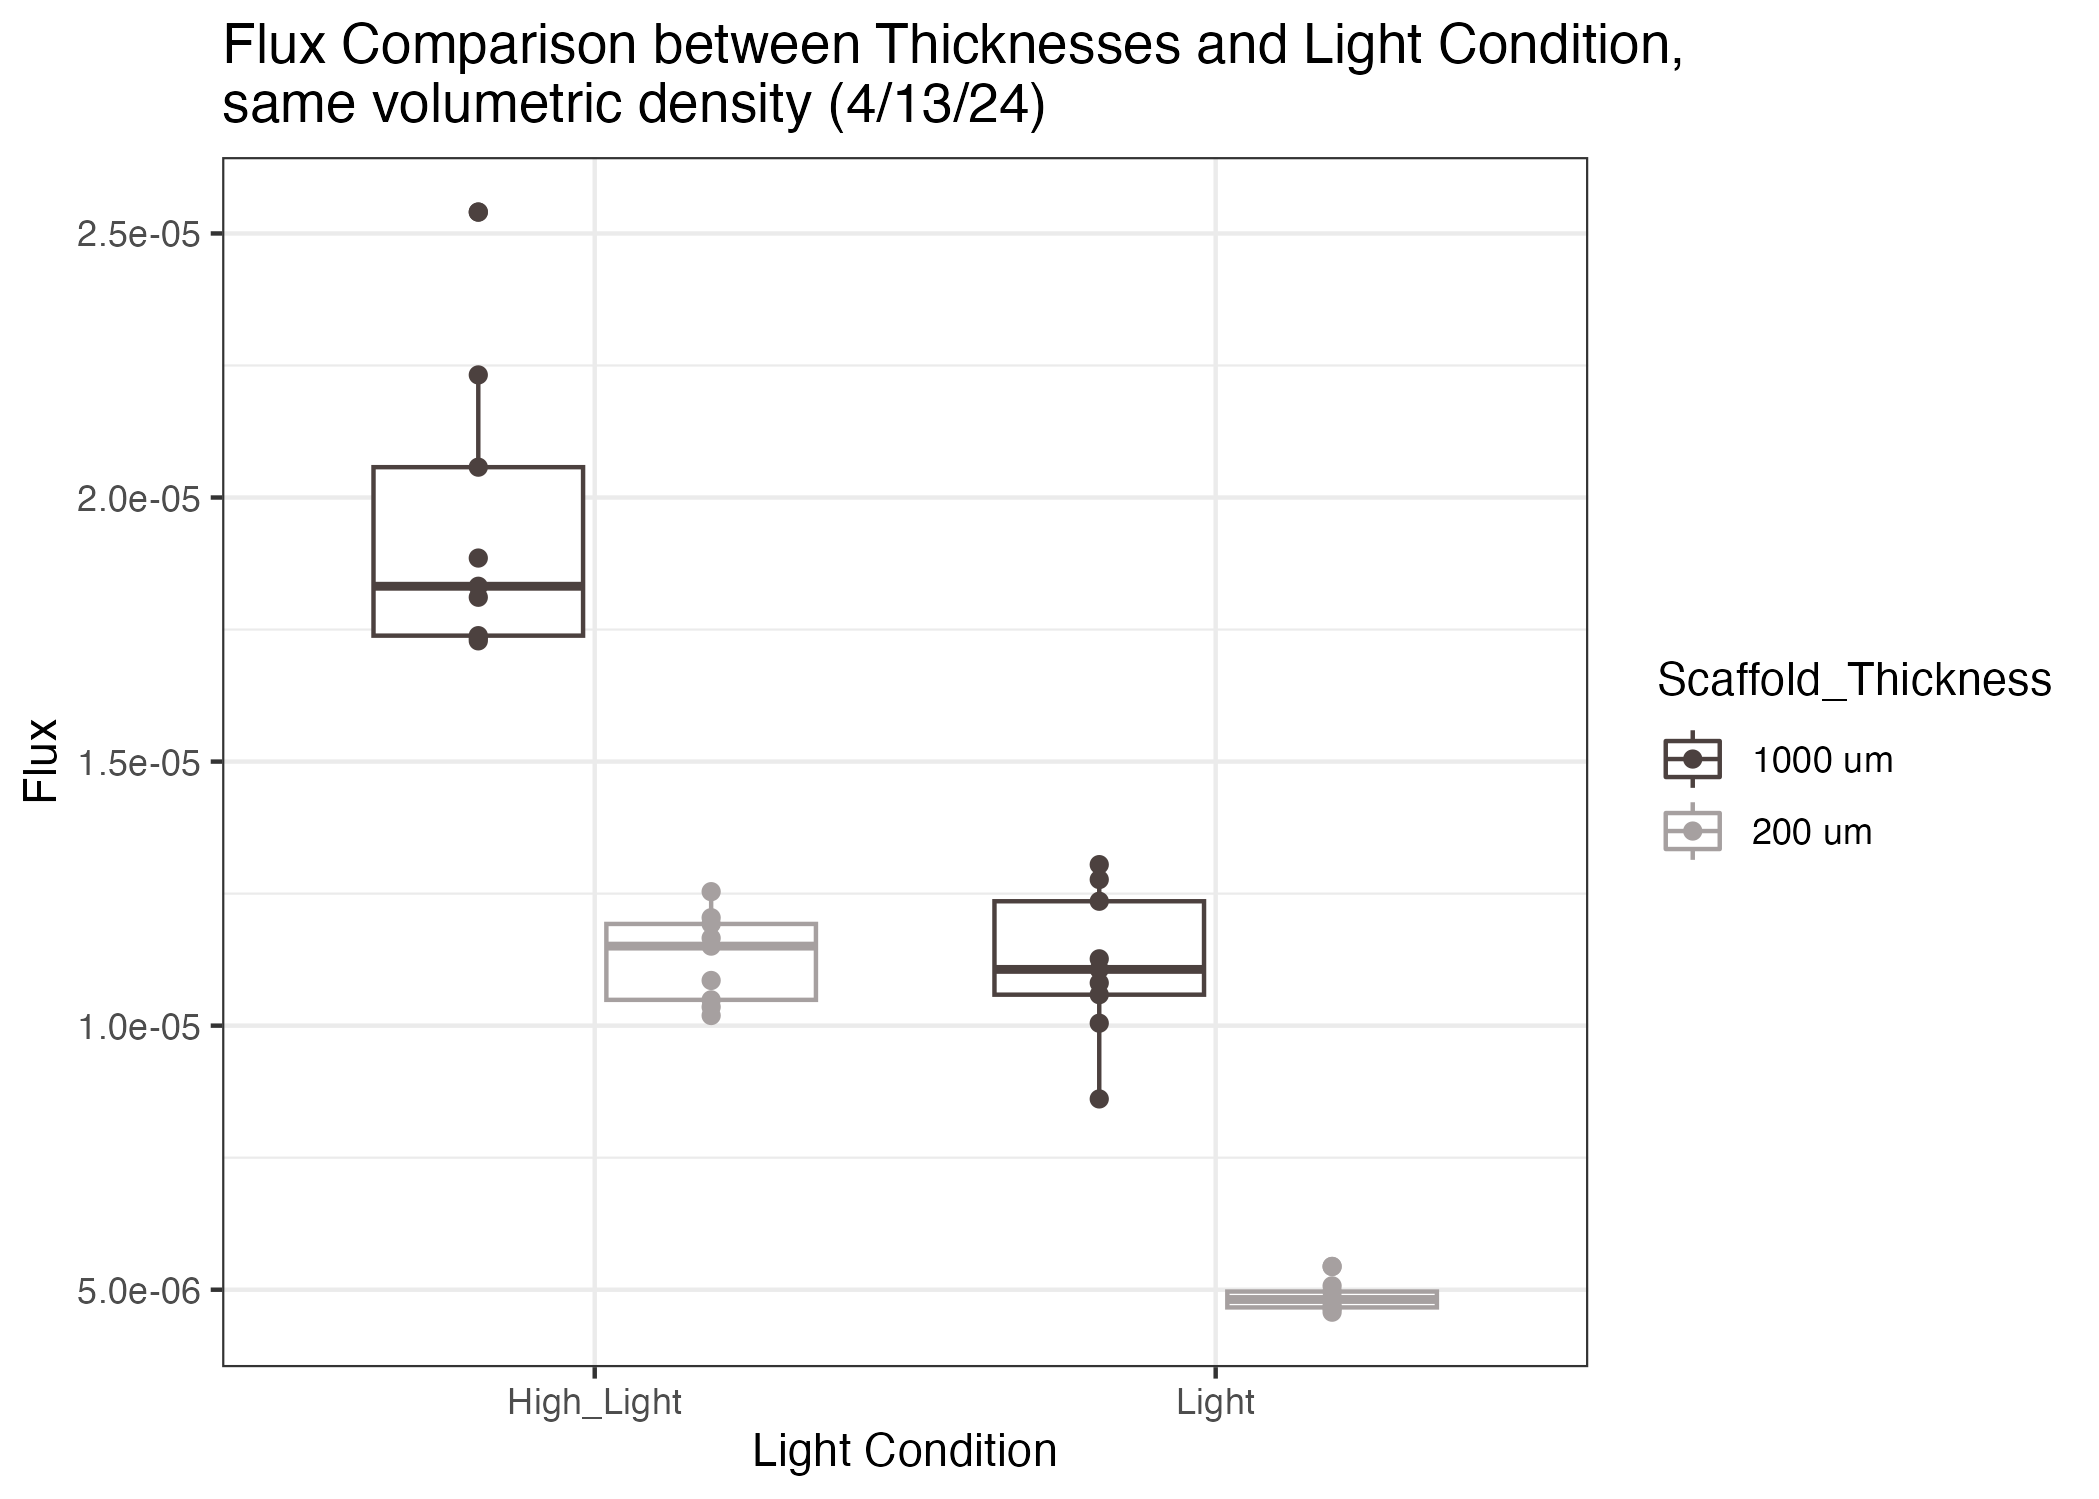 Flux Comparison between Thicknesses and Light Condition,
same volumetric density (4/13/24)
2.5e-05
2.0e-05
1.5e-05
1.0e-05
5.0e-06
Flux
High_Light
Light
Light Condition
Scaffold_Thickness
1000 um
200 um